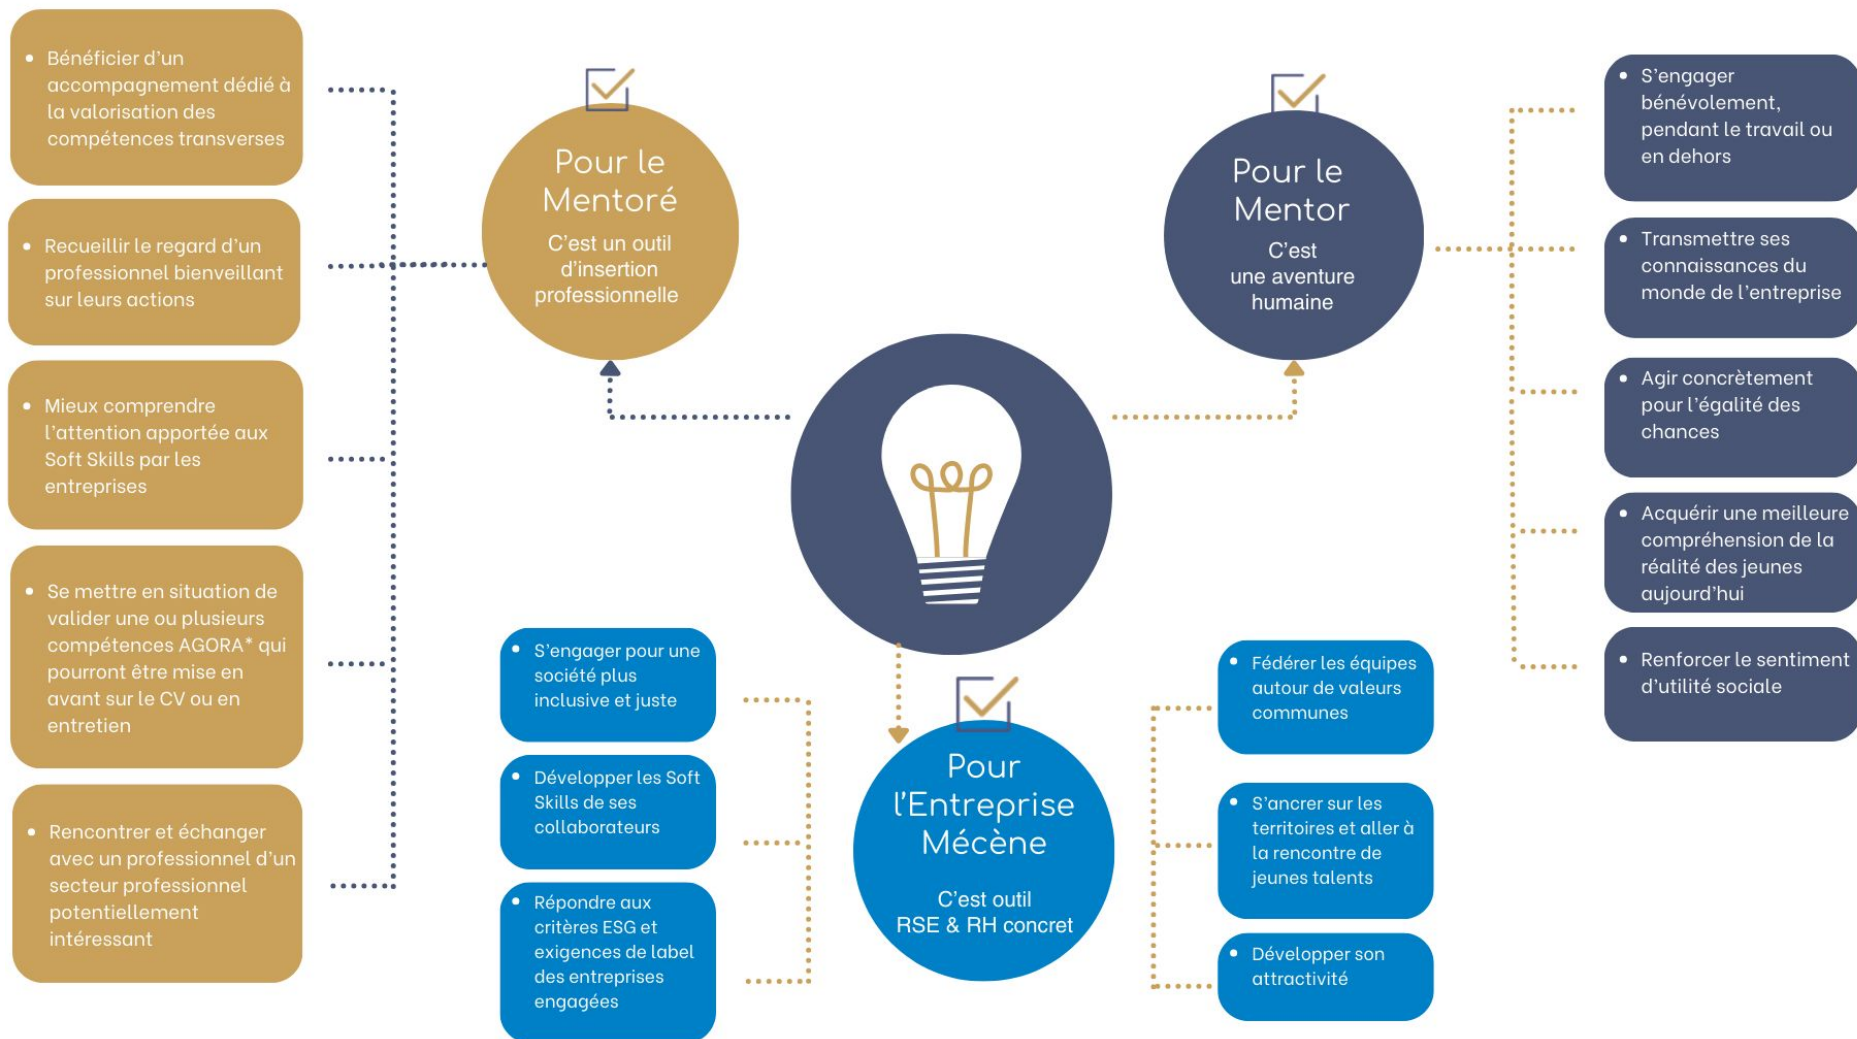 Bénéficier d'un
accompagnement dédié à
la valorisation des
compétences transverses
Recueillir le regard d'un
professionnel bienveillant
sur leurs actions
Mieux comprendre
l'attention apportée aux
Soft Skills par les
entreprises
Se mettre en situation de
valider une ou plusieurs
compétences AGORA* qui
pourront être mise en
avant sur le CV ou en
entretien
Rencontrer et échanger
avec un professionnel d'un
secteur professionnel
potentiellement
intéressant
Pour le
Mentoré
C'est un outil
d'insertion
professionnelle
Pour le
Mentor
C'est
une aventure
humaine
S'engager
bénévolement,
pendant le travail ou
en dehors
Transmettre ses
connaissances du
monde de l'entreprise
Agir concrètement
pour l'égalité des
chances
Acquérir une meilleure
compréhension de la
réalité des jeunes
aujourd'hui
Renforcer le sentiment
d'utilité sociale
S'engager pour une
société plus
inclusive et juste
Développer les Soft
Skills de ses
collaborateurs
Répondre aux
critères ESG et
exigences de label
des entreprises
engagées
Pour
l'Entreprise
Mécène
C'est outil
RSE & RH concret
Fédérer les équipes
autour de valeurs
communes
S'ancrer sur les
territoires et aller à
la rencontre de
jeunes talents
Développer son
attractivité